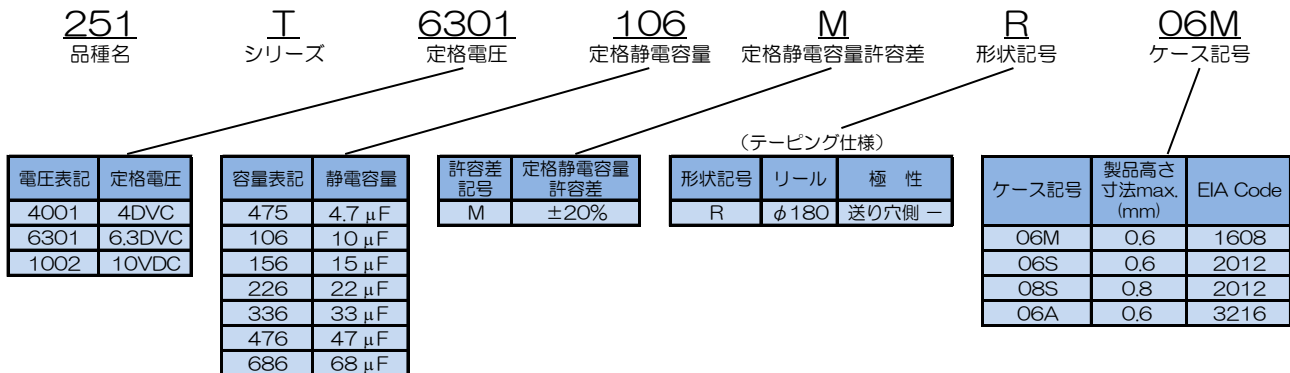 251 T 6301 106 M R 06M
品種名 シリーズ 定格電圧 定格静電容量 定格静電容量許容差 形状記号 ケース記号
（テーピング仕様）
電圧表記 定格電圧
4001 4DVC
6301 6.3DVC
1002 10VDC
容量表記 静電容量
475 4.7 μF
106 10 μF
156 15 μF
226 22 μF
336 33 μF
476 47 μF
686 68 μF
許容差 定格静電容量
記号 許容差
M ±20%
形状記号 リール 極 性
R φ180 送り穴側 －
ケース記号 製品高さ EIA Code
寸法max.
(mm)
06M 0.6 1608
06S 0.6 2012
08S 0.8 2012
06A 0.6 3216